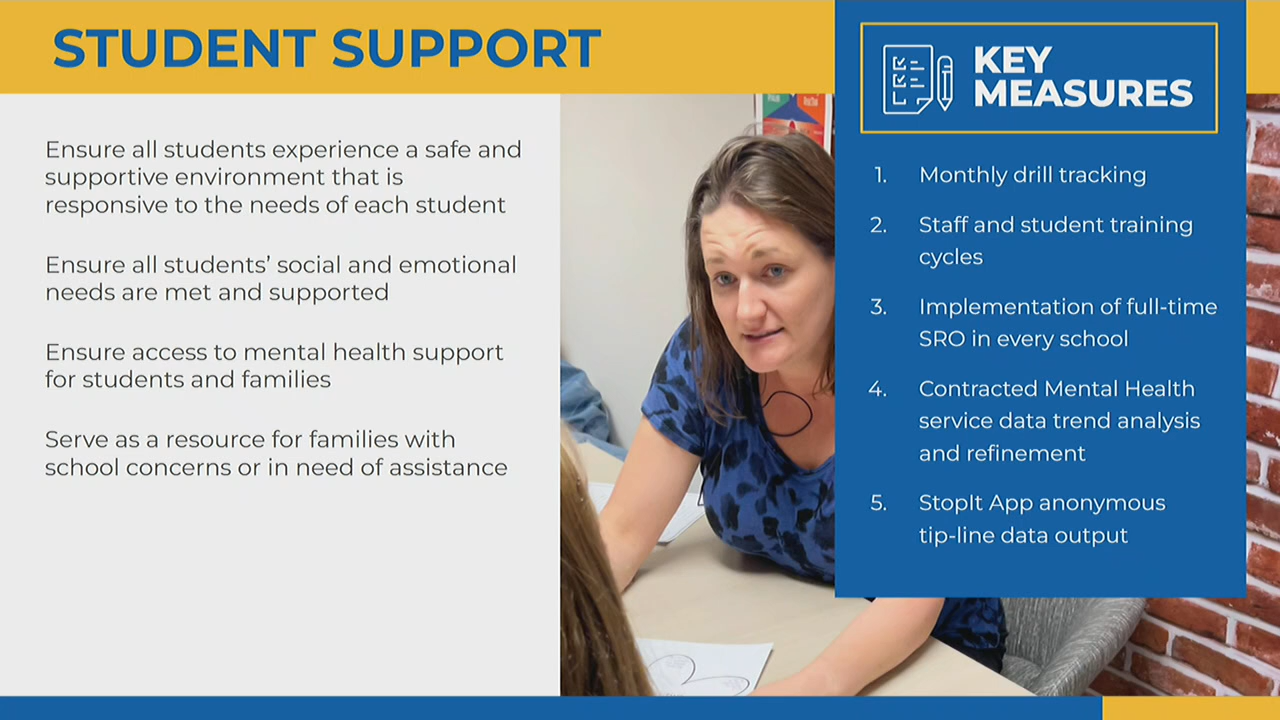 STUDENT SUPPORT
Ensure all students experience a safe and
supportive environment that is
responsive to the needs of each student
Ensure all students’ social and emotional
needs are met and supported
Ensure access to mental health support
for students and families
Serve as a resource for families with
school concerns or in need of assistance
KEY
MEASURES
1. Monthly drill tracking
2. Staff and student training
cycles
3. Implementation of full-time
SRO in every school
4. Contracted Mental Health
service data trend analysis
and refinement
5. StopIt App anonymous
tip-line data output